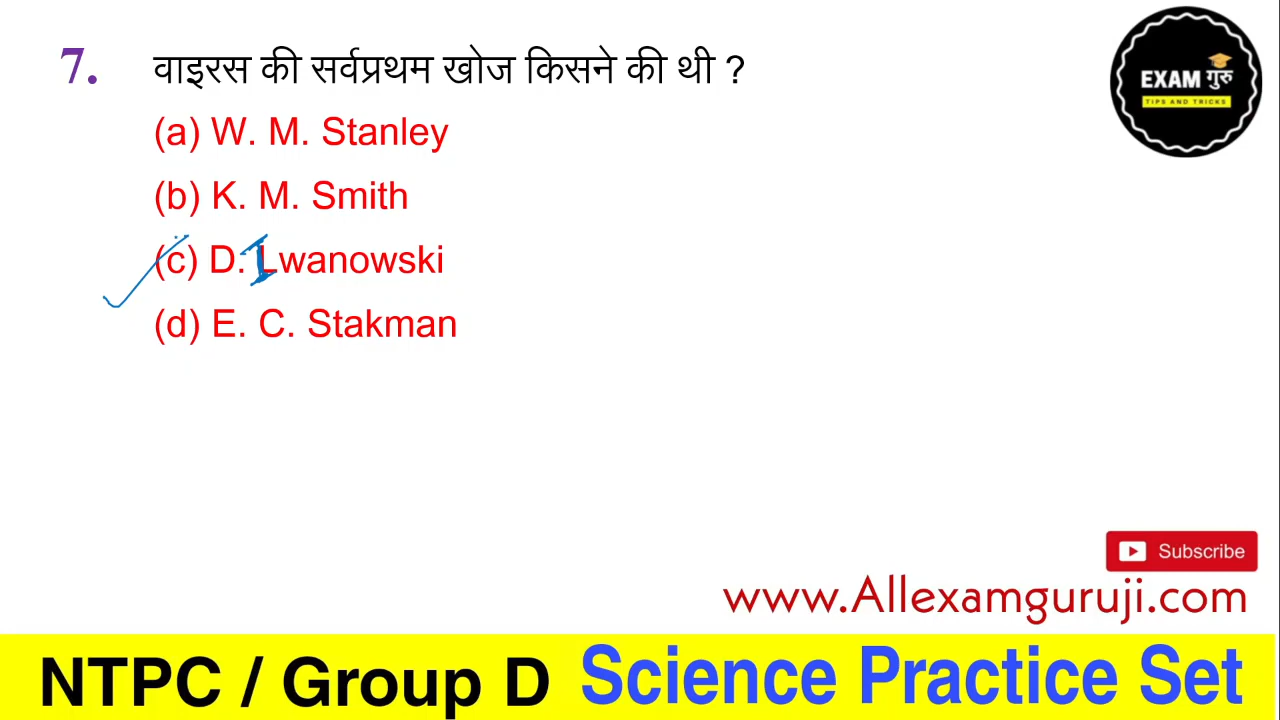 7. वाइरस की सर्वप्रथम खोज किसने की थी ?
(a) W. M. Stanley
(b) K. M. Smith
(c) D. Lwanowski
I
(d) E. C. Stakman
EXAM गुरु
TIPS AND TRICKS
Subscribe
www.Allexamguruji.com
NTPC / Group D Science Practice Set